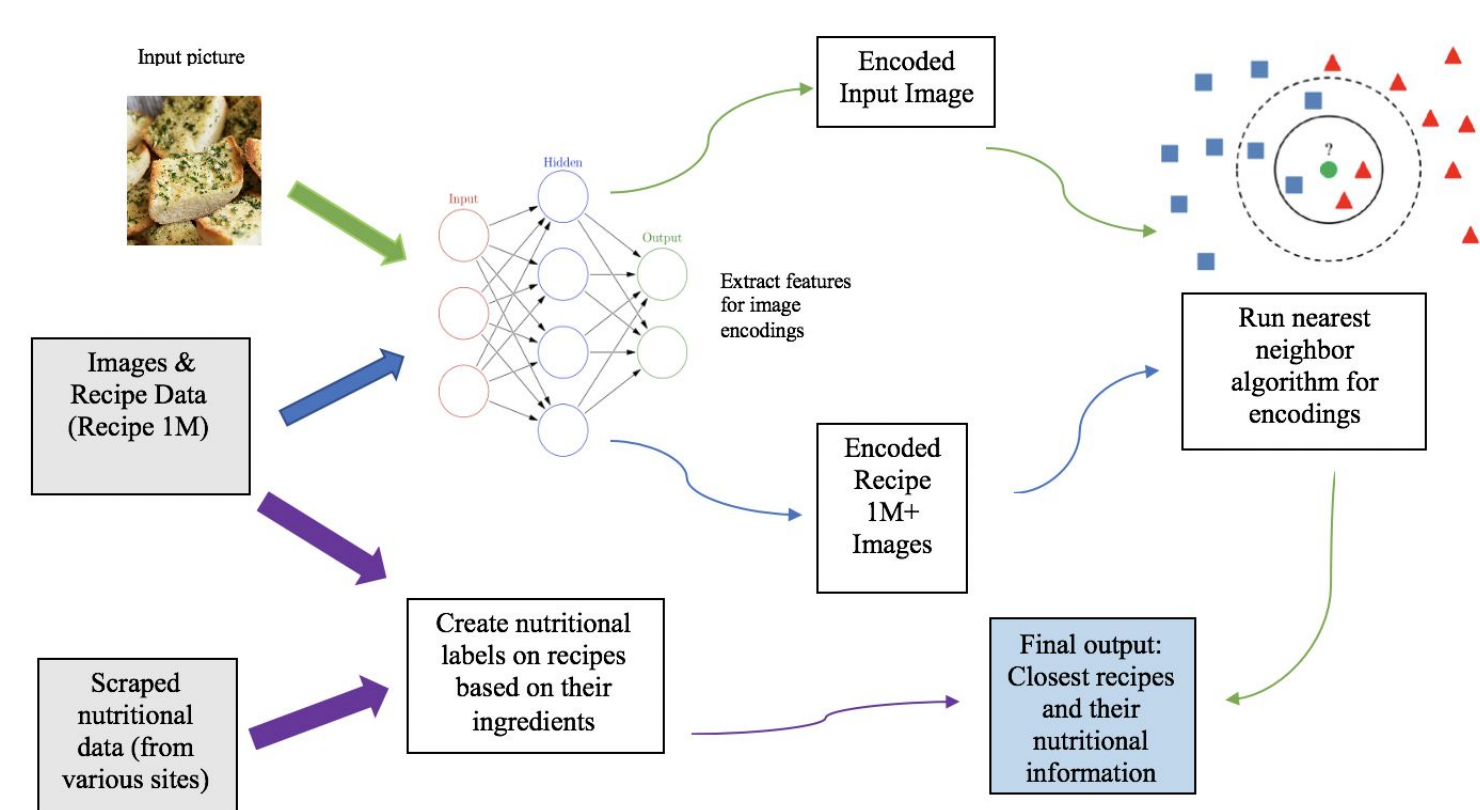 Input picture
Encoded
Input Image
Hidden
Input
Output
?
Extract features
for image
encodings
Images &
Recipe Data
(Recipe 1M)
Run nearest
neighbor
algorithm for
encodings
Encoded
Recipe
1M+
Images
Create nutritional
labels on recipes
based on their
ingredients
Scraped
nutritional
data (from
various sites)
Final output:
Closest recipes
and their
nutritional
information